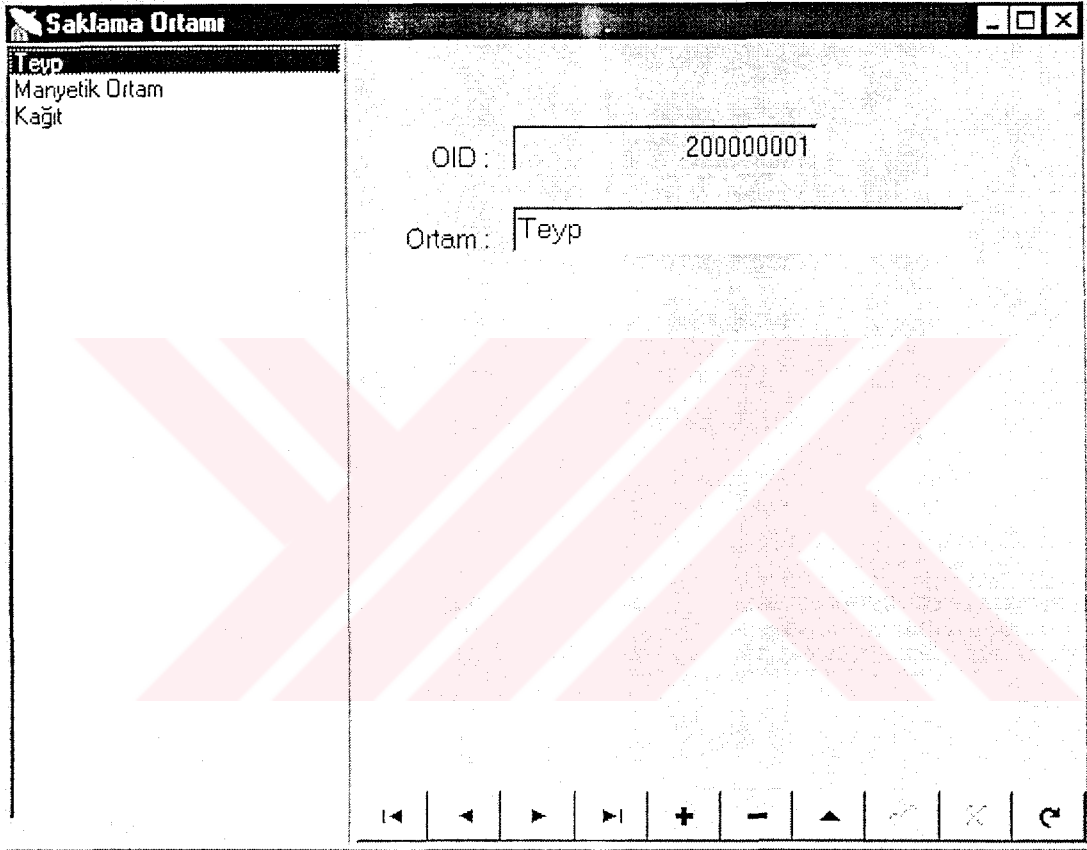 Saklama Ortamı
Teyp
Manyetik Ortam
Kağıt
OID : 200000001
Ortam : Teyp